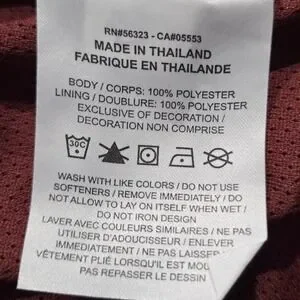 RN#56323 - CA#05553
MADE IN THAILAND
FABRIQUE EN THAILANDE
BODY / CORPS: 100% POLYESTER
LINING / DOUBLURE: 100% POLYESTER
EXCLUSIVE OF DECORATION /
DECORATION NON COMPRISE
30C
WASH WITH LIKE COLORS / DO NOT USE
SOFTENERS / REMOVE IMMEDIATELY / DO
NOT ALLOW TO LAY ON ITSELF WHEN WET /
DO NOT IRON DESIGN
LAVER AVEC COULEURS SIMILAIRES / NE PAS
UTILISER D'ADOUCISSEUR / ENLEVER
IMMEDIATEMENT / NE PAS LAISSER
VÊTEMENT PLIÉ LORSQU'IL EST MOU
PAS REPASSER LE DESSIN